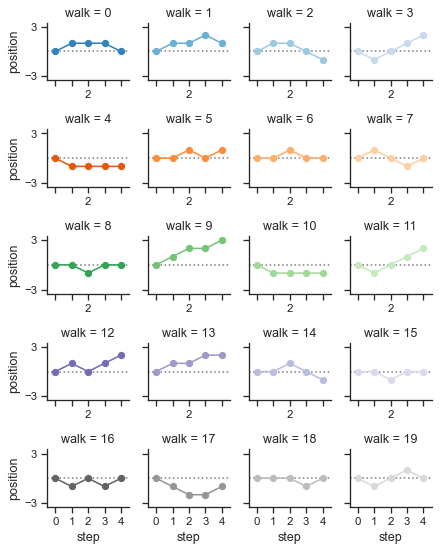 walk = 0 walk = 1 walk = 2 walk = 3
3
position
−3
2 2 2
walk = 4 walk = 5 walk = 6 walk = 7
3
position
−3
2 2 2
walk = 8 walk = 9 walk = 10 walk = 11
3
position
−3
2 2 2
walk = 12 walk = 13 walk = 14 walk = 15
3
position
−3
2 2 2
walk = 16 walk = 17 walk = 18 walk = 19
3
position
−3
0 1 2 3 4 0 1 2 3 4 0 1 2 3 4 0 1 2 3 4
step step step step